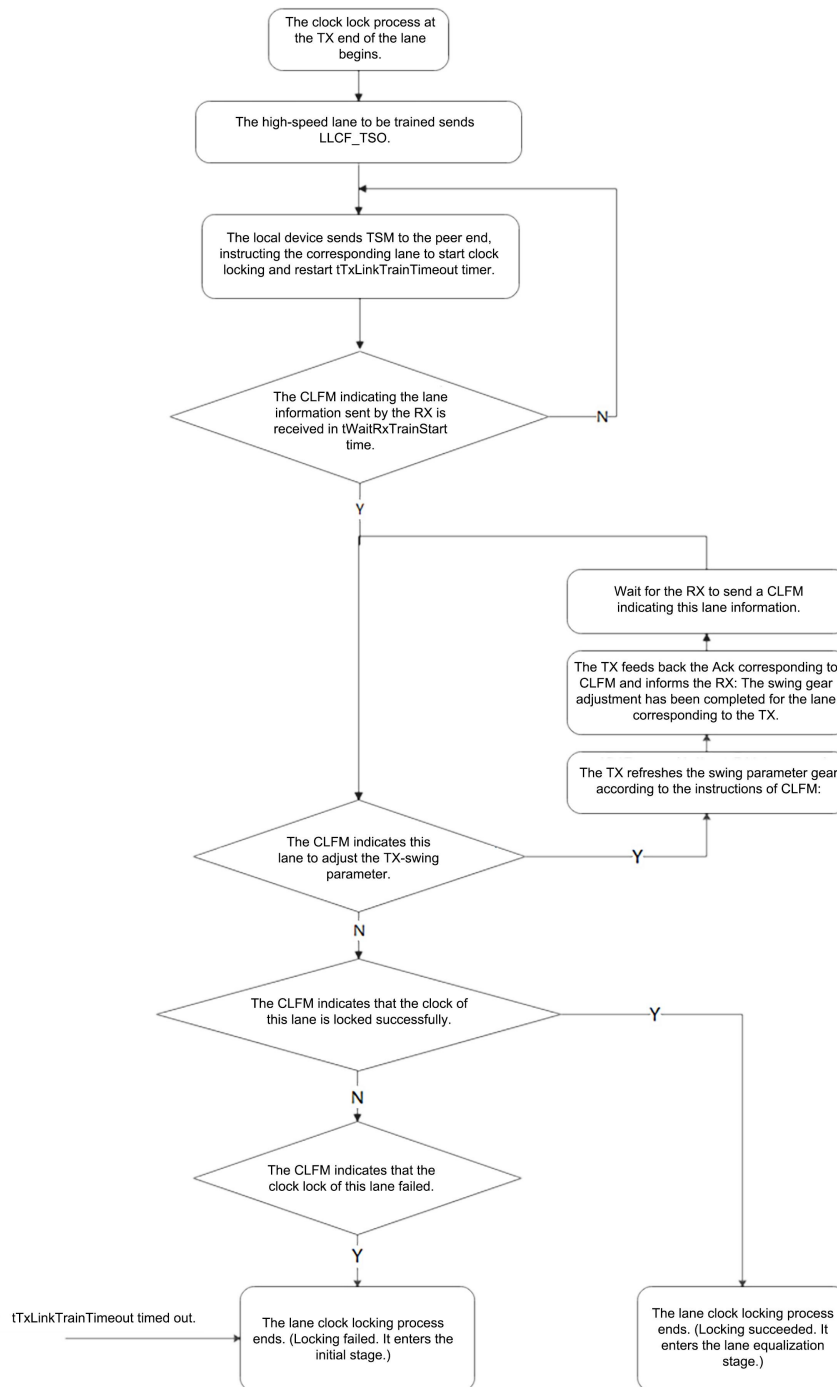 The clock lock process at
the TX end of the lane
begins.
The high-speed lane to be trained sends
LLCF_TSO.
The local device sends TSM to the peer end,
instructing the corresponding lane to start clock
locking and restart tTxLinkTrainTimeout timer.
The CLFM indicating the lane
information sent by the RX is
received in tWaitRxTrainStart
time.
N
Y
Wait for the RX to send a CLFM
indicating this lane information.
The TX feeds back the Ack corresponding to
CLFM and informs the RX: The swing gear
adjustment has been completed for the lane
corresponding to the TX.
The TX refreshes the swing parameter gear
according to the instructions of CLFM:
The CLFM indicates this
lane to adjust the TX-swing
parameter.
Y
N
The CLFM indicates that the clock of
this lane is locked successfully.
Y
N
The CLFM indicates that the
clock lock of this lane failed.
Y
tTxLinkTrainTimeout timed out.
The lane clock locking process
ends. (Locking failed. It enters the
initial stage.)
The lane clock locking process
ends. (Locking succeeded. It
enters the lane equalization
stage.)